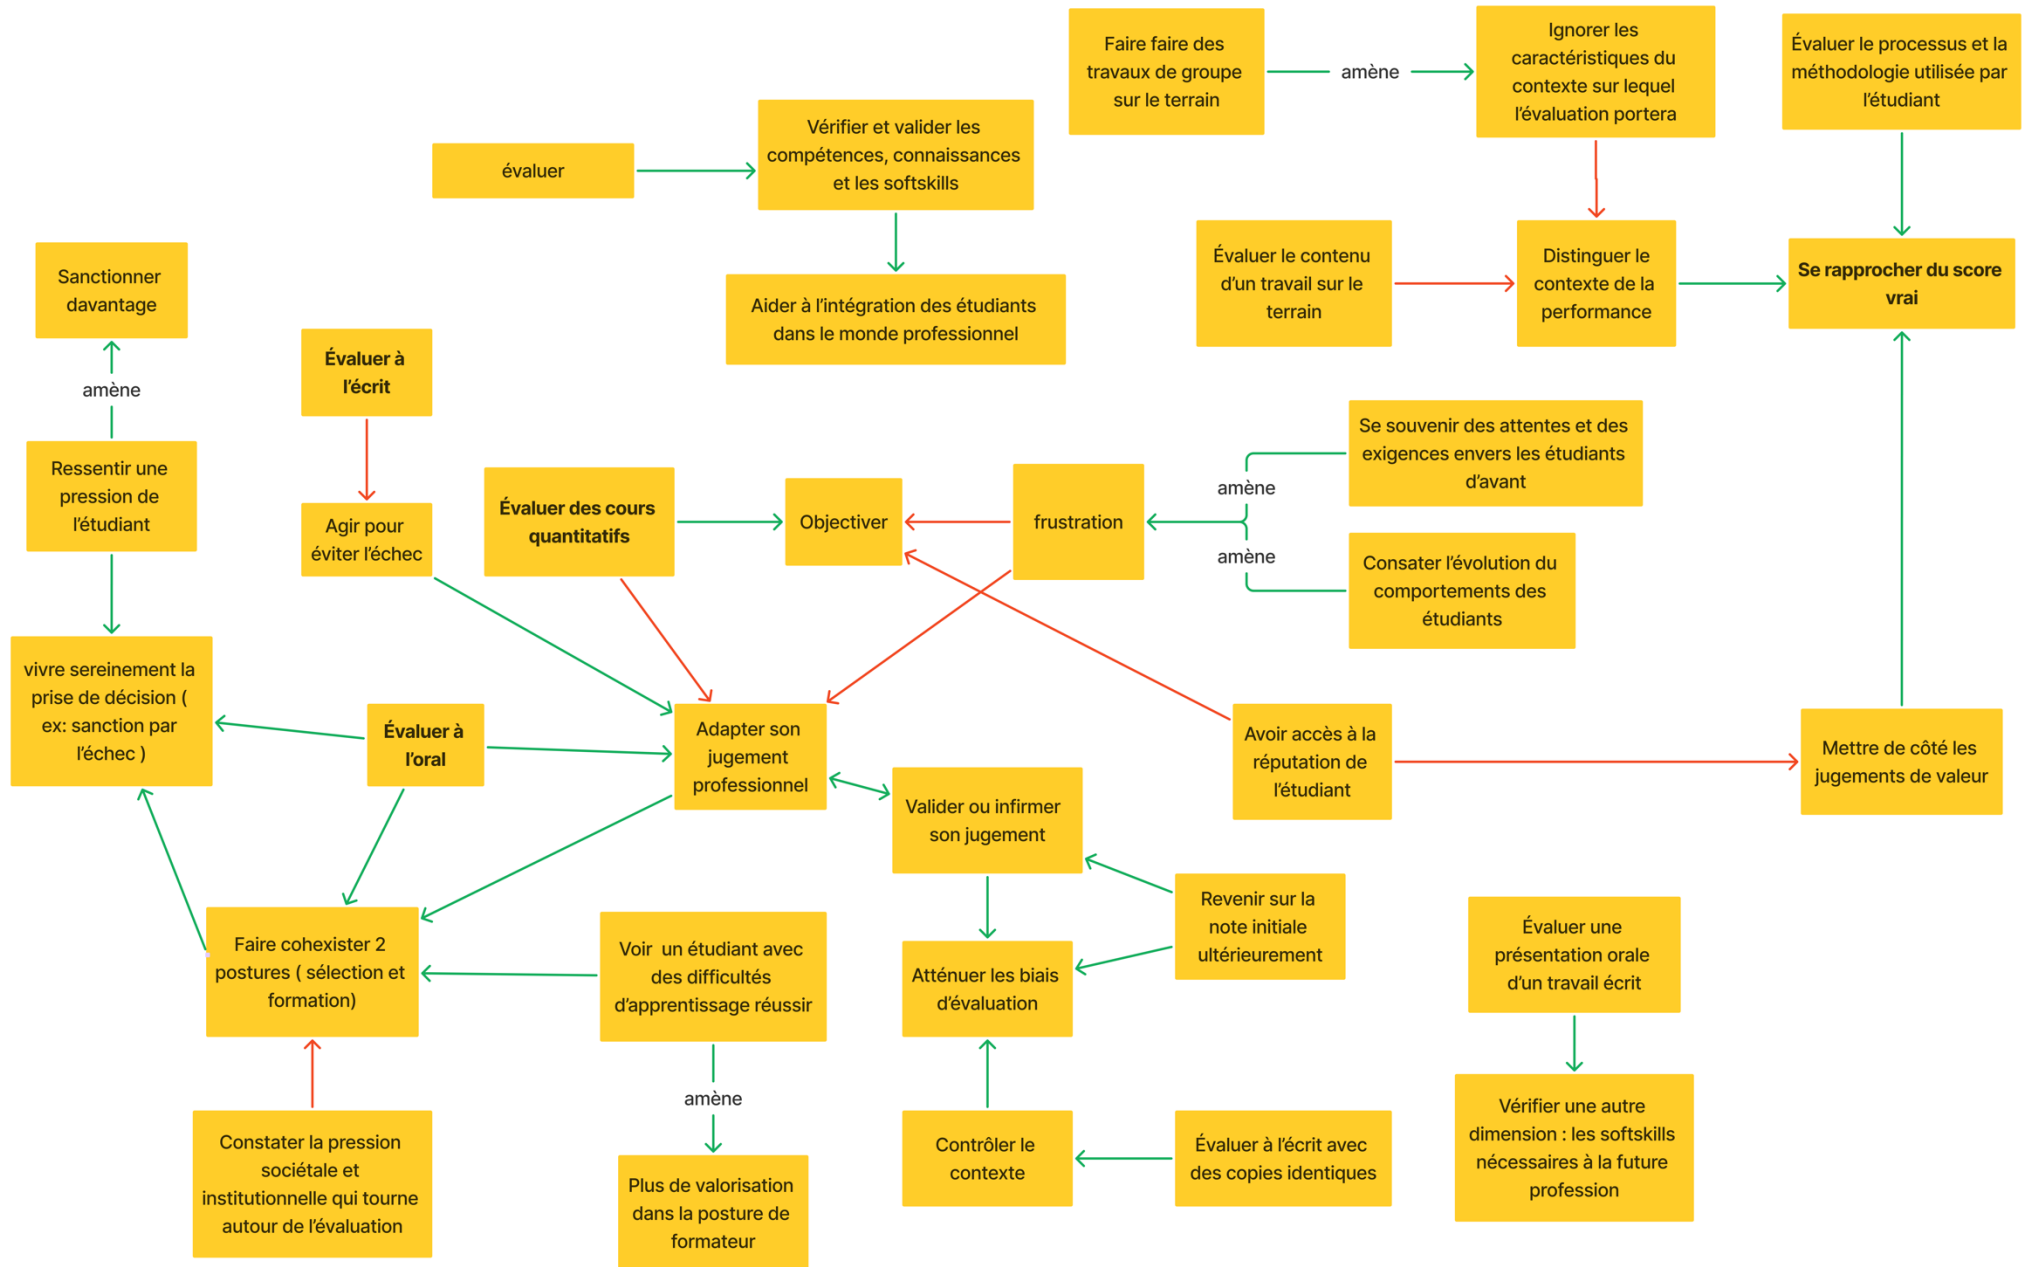 Faire faire des
travaux de groupe
sur le terrain
amène
Ignorer les
caractéristiques du
contexte sur lequel
l’évaluation portera
Évaluer le processus et la
méthodologie utilisée par
l’étudiant
évaluer
Vérifier et valider les
compétences, connaissances
et les softskills
Aider à l’intégration des étudiants
dans le monde professionnel
Évaluer le contenu
d’un travail sur le
terrain
Distinguer le
contexte de la
performance
Se rapprocher du score
vrai
Sanctionner
davantage
amène
Ressentir une
pression de
l’étudiant
Évaluer à
l’écrit
Agir pour
éviter l’échec
Évaluer des cours
quantitatifs
Objectiver
frustration
amène
amène
Se souvenir des attentes et des
exigences envers les étudiants
d’avant
Consater l’évolution du
comportements des
étudiants
vivre sereinement la
prise de décision (
ex: sanction par
l’échec )
Évaluer à
l’oral
Adapter son
jugement
professionnel
Valider ou infirmer
son jugement
Avoir accès à la
réputation de
l’étudiant
Mettre de côté les
jugements de valeur
Faire cohexister 2
postures ( sélection et
formation)
Voir un étudiant avec
des difficultés
d’apprentissage réussir
Atténuer les biais
d’évaluation
Revenir sur la
note initiale
ultérieurement
Évaluer une
présentation orale
d’un travail écrit
Constater la pression
sociétale et
institutionnelle qui tourne
autour de l’évaluation
amène
Plus de valorisation
dans la posture de
formateur
Contrôler le
contexte
Évaluer à l’écrit avec
des copies identiques
Vérifier une autre
dimension : les softskills
nécessaires à la future
profession